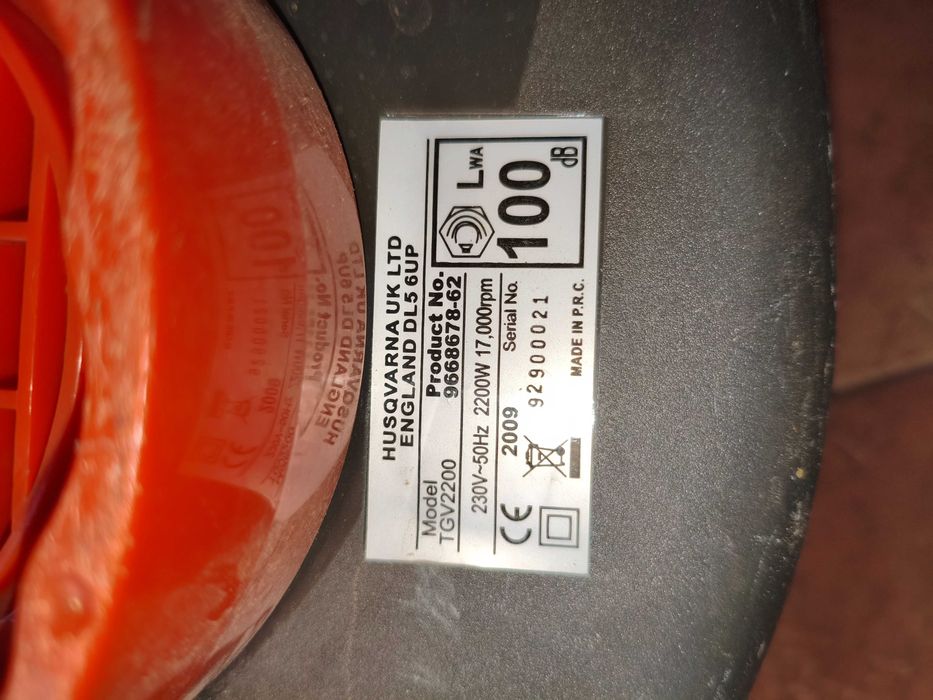 HUSQVARNA UK LTD
ENGLAND DL5 6UP
Model
TGV2200
Product No.
9668678-62
230V~50Hz 2200W 17,000rpm
LWA
100
dB
CE
2009
Serial No.
92900021
MADE IN P.R.C.